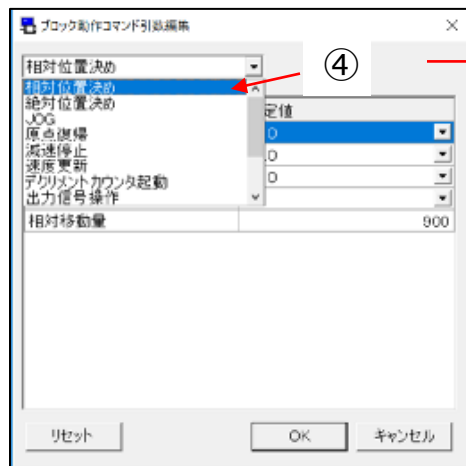 ブロック動作コマンド引数編集
相対位置決め
④
相対位置決め
絶対位置決め
JOG
原点復帰
減速停止
速度更新
デクリメントカウンタ起動
出力信号操作
定値
0
.0
0
相対移動量 900
リセット OK キャンセル